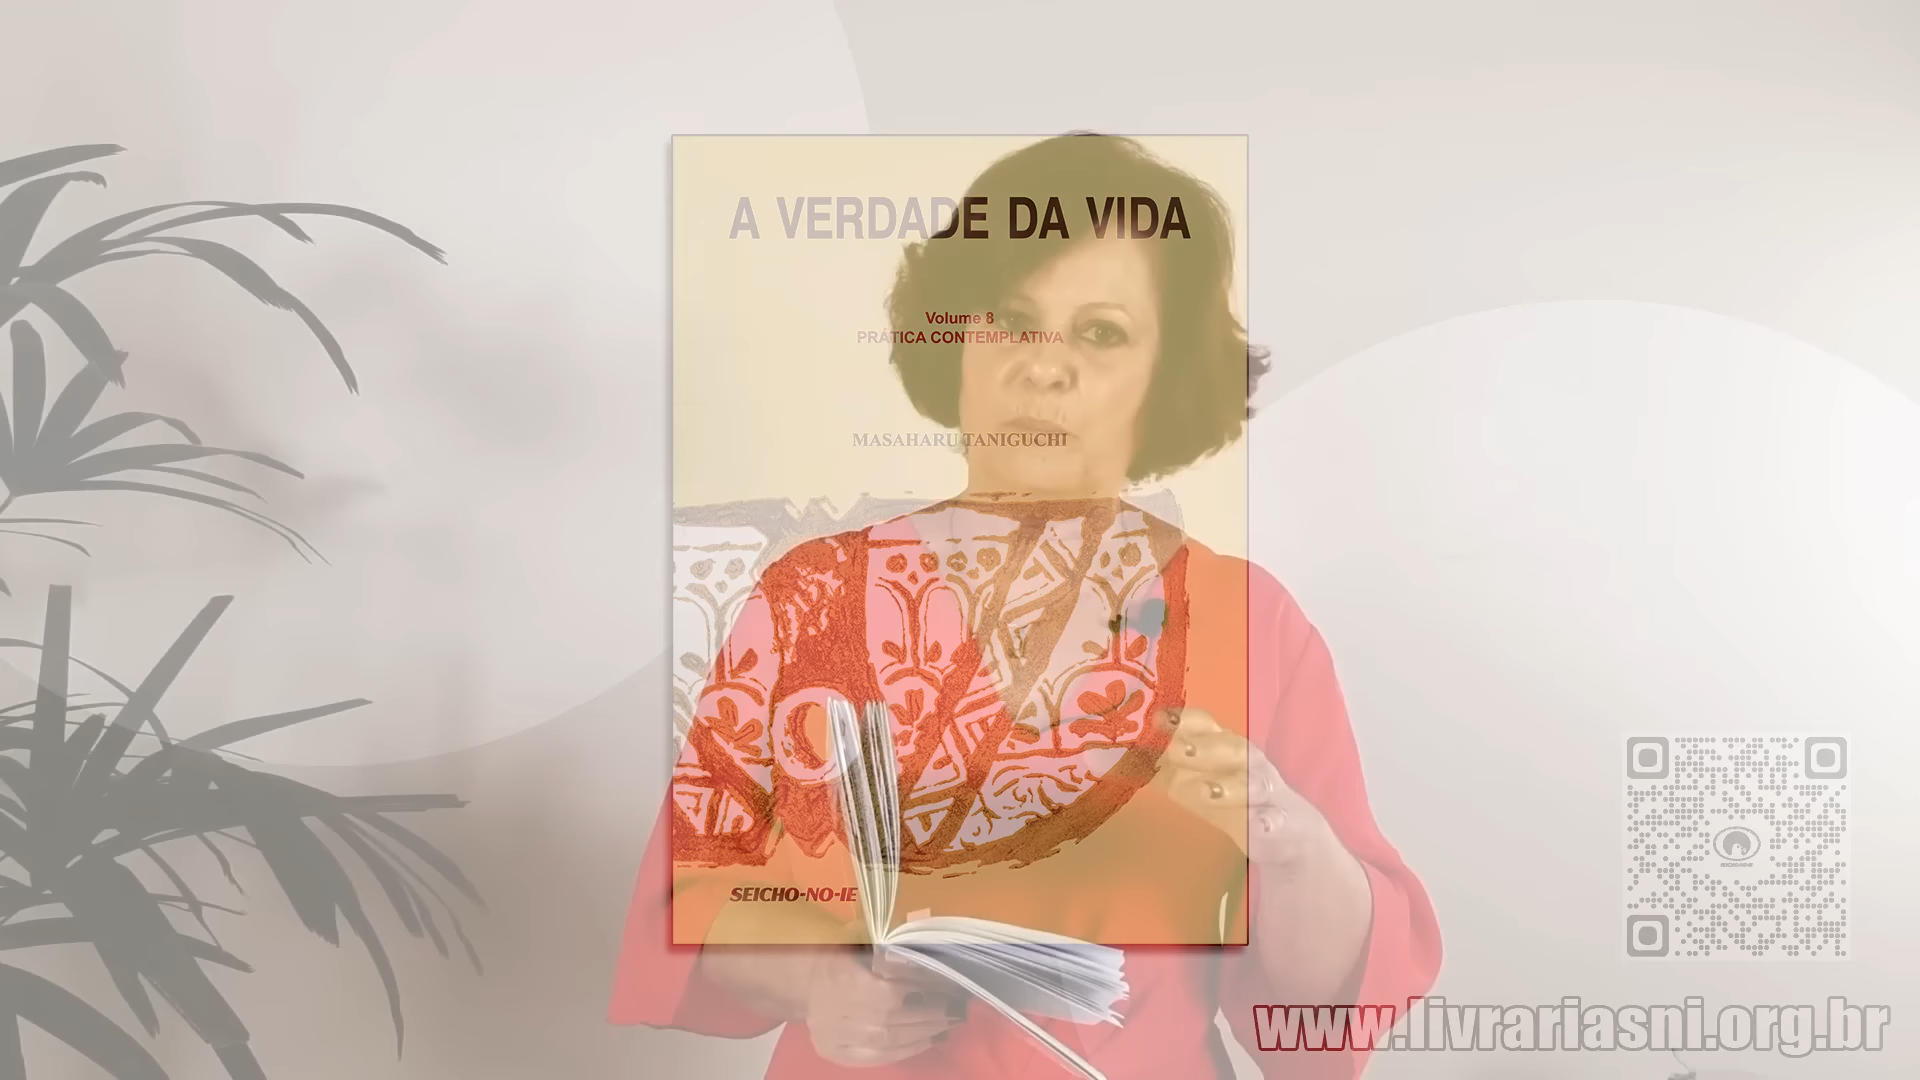 A VERDADE DA VIDA
Volume 8
PRÁTICA CONTEMPLATIVA
MASAHARU TANIGUCHI
SEICHO-NO-IE
www.livrariasni.org.br